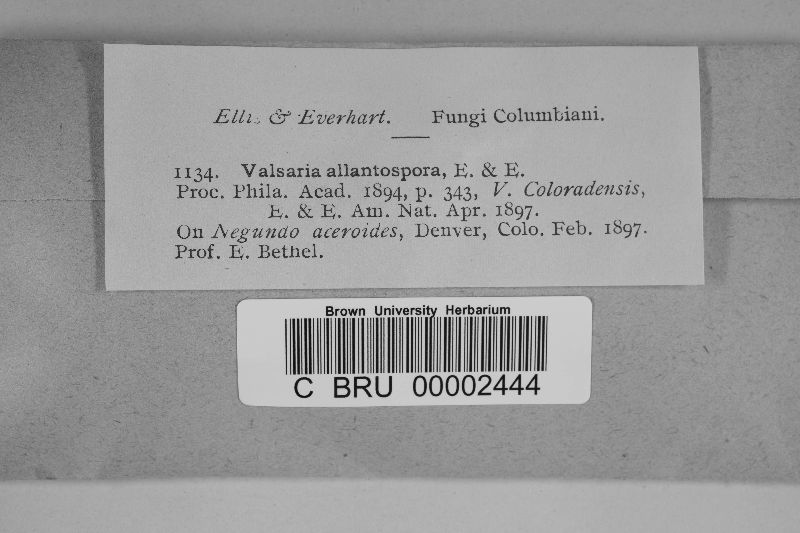 Ellis & Everhart. Fungi Columbiani.
1134. Valsaria allantospora, E. & E.
Proc. Phila. Acad. 1894, p. 343, V. Coloradensis,
E. & E. Am. Nat. Apr. 1897.
On Negundo aceroides, Denver, Colo. Feb. 1897.
Prof. E. Bethel.
Brown University Herbarium
C BRU 00002444